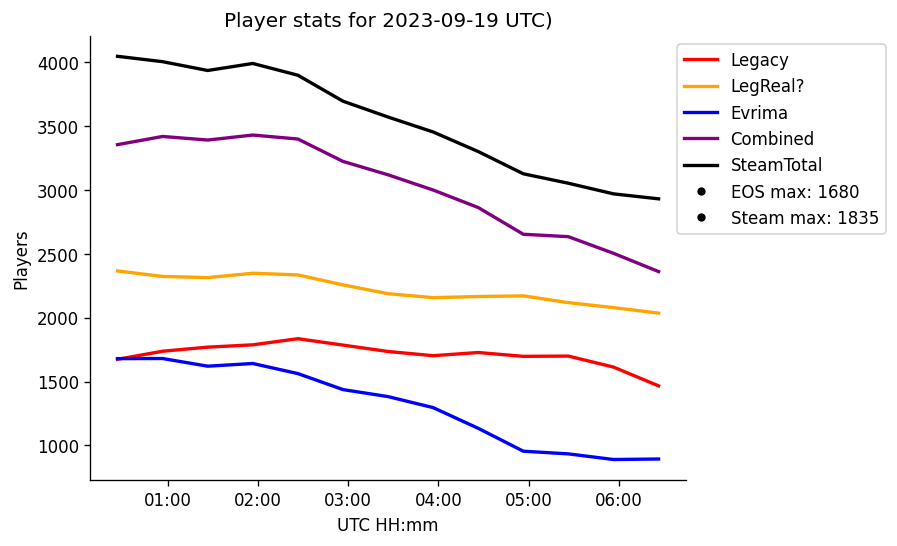 Player stats for 2023-09-19 UTC)
Legacy
LegReal?
Evrima
Combined
SteamTotal
EOS max: 1680
Steam max: 1835
Players
4000
3500
3000
2500
2000
1500
1000
01:00 02:00 03:00 04:00 05:00 06:00
UTC HH:mm